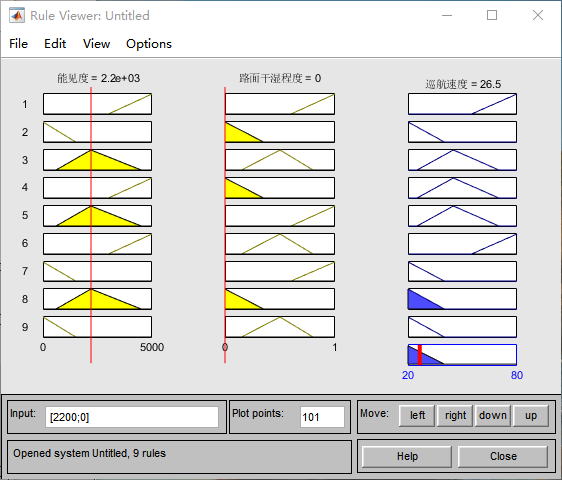 Rule Viewer: Untitled
File Edit View Options
能见度 = 2.2e+03
路面干湿程度 = 0
巡航速度 = 26.5
1
2
3
4
5
6
7
8
9
0 5000
0 1
20 80
Input: [2200;0]
Plot points: 101
Move: left right down up
Opened system Untitled, 9 rules
Help Close